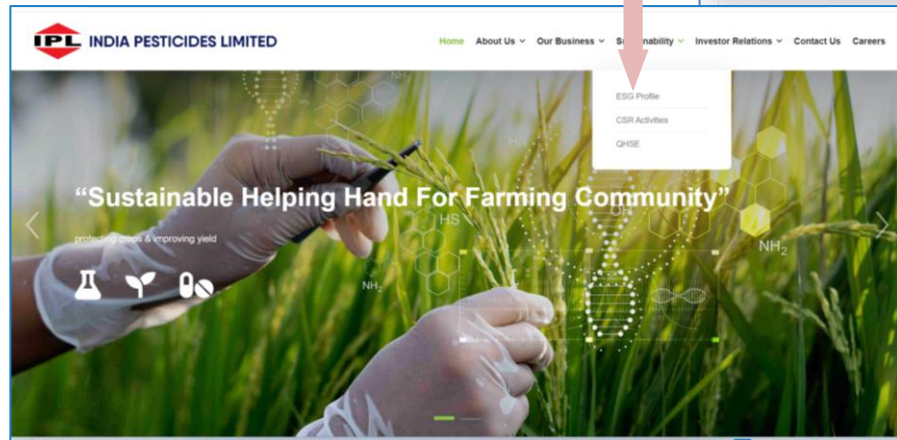 IPL INDIA PESTICIDES LIMITED
Home About Us Our Business Sustainability Investor Relations Contact Us Careers
ESG Profile
CSR Activities
QHSE
NH₂
“Sustainable Helping Hand For Farming Community”
OH
HS
protecting crops & improving yield
NH₂
NH₂